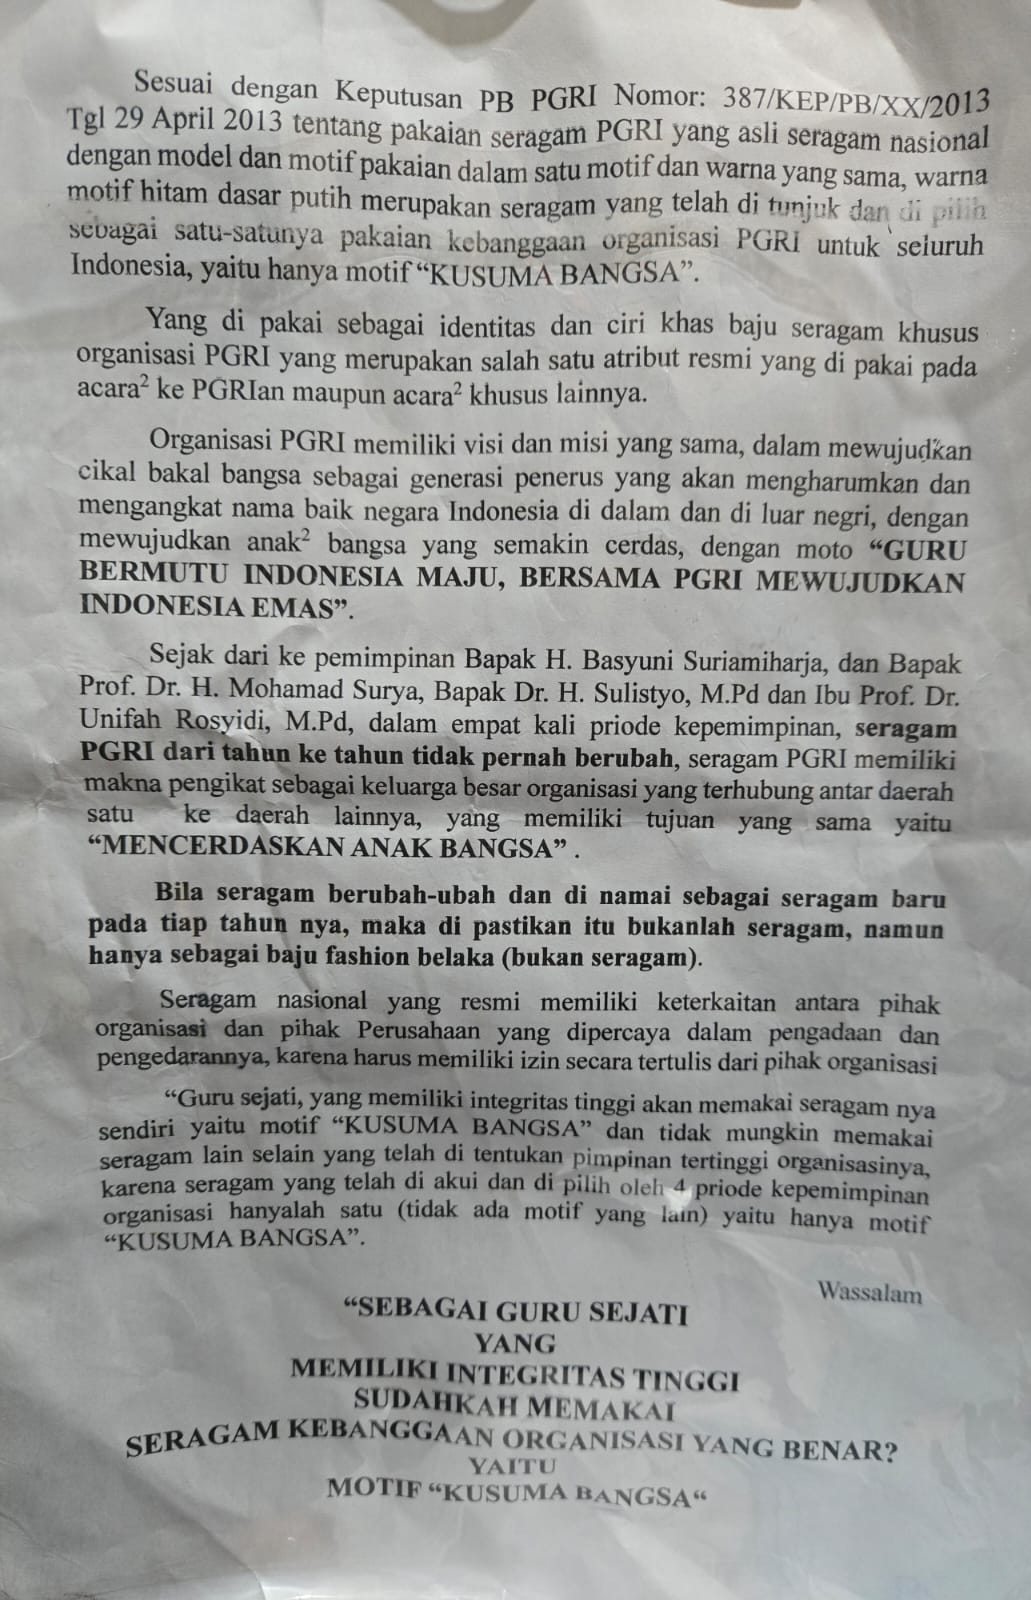 Sesuai dengan Keputusan PB PGRI Nomor: 387/KEP/PB/XX/2013
Tgl 29 April 2013 tentang pakaian seragam PGRI yang asli seragam nasional
dengan model dan motif pakaian dalam satu motif dan warna yang sama, warna
motif hitam dasar putih merupakan seragam yang telah di tunjuk dan di pilih
sebagai satu-satunya pakaian kebanggaan organisasi PGRI untuk seluruh
Indonesia, yaitu hanya motif “KUSUMA BANGSA”.
Yang di pakai sebagai identitas dan ciri khas baju seragam khusus
organisasi PGRI yang merupakan salah satu atribut resmi yang di pakai pada
acara² ke PGRIan maupun acara² khusus lainnya.
Organisasi PGRI memiliki visi dan misi yang sama, dalam mewujudkan
cikal bakal bangsa sebagai generasi penerus yang akan mengharumkan dan
mengangkat nama baik negara Indonesia di dalam dan di luar negri, dengan
mewujudkan anak² bangsa yang semakin cerdas, dengan moto “GURU
BERMUTU INDONESIA MAJU, BERSAMA PGRI MEWUJUDKAN
INDONESIA EMAS”.
Sejak dari ke pemimpinan Bapak H. Basyuni Suriamiharja, dan Bapak
Prof. Dr. H. Mohamad Surya, Bapak Dr. H. Sulistyo, M.Pd dan Ibu Prof. Dr.
Unifah Rosyidi, M.Pd, dalam empat kali priode kepemimpinan, seragam
PGRI dari tahun ke tahun tidak pernah berubah, seragam PGRI memiliki
makna pengikat sebagai keluarga besar organisasi yang terhubung antar daerah
satu ke daerah lainnya, yang memiliki tujuan yang sama yaitu
“MENCERDASKAN ANAK BANGSA” .
Bila seragam berubah-ubah dan di namai sebagai seragam baru
pada tiap tahun nya, maka di pastikan itu bukanlah seragam, namun
hanya sebagai baju fashion belaka (bukan seragam).
Seragam nasional yang resmi memiliki keterkaitan antara pihak
organisasi dan pihak Perusahaan yang dipercaya dalam pengadaan dan
pengedarannya, karena harus memiliki izin secara tertulis dari pihak organisasi
“Guru sejati, yang memiliki integritas tinggi akan memakai seragam nya
sendiri yaitu motif “KUSUMA BANGSA” dan tidak mungkin memakai
seragam lain selain yang telah di tentukan pimpinan tertinggi organisasinya,
karena seragam yang telah di akui dan di pilih oleh 4 priode kepemimpinan
organisasi hanyalah satu (tidak ada motif yang lain) yaitu hanya motif
“KUSUMA BANGSA”.
Wassalam
“SEBAGAI GURU SEJATI
YANG
MEMILIKI INTEGRITAS TINGGI
SUDAHKAH MEMAKAI
SERAGAM KEBANGGAAN ORGANISASI YANG BENAR?
YAITU
MOTIF “KUSUMA BANGSA“